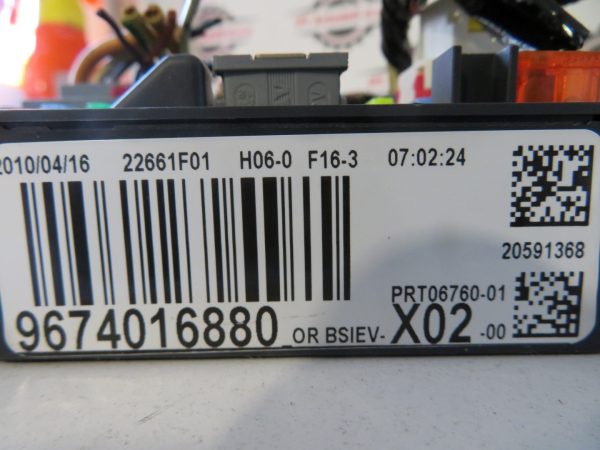 2010/04/16 22661F01 H06-0 F16-3 07:02:24
20591368
PRT06760-01
9674016880 OR BSIEV- X02 -00